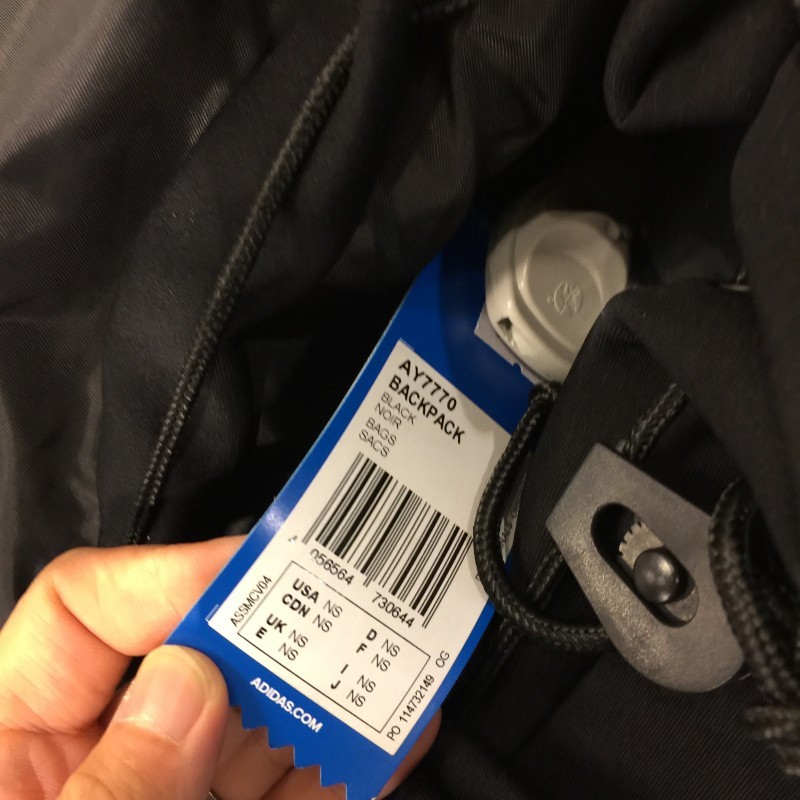 AY7770
BACKPACK
BLACK
NOIR
BAGS
SACS
056564 730644
ASSMCV04
USA NS
CDN NS
UK NS
E NS
D NS
F NS
I NS
J NS
PO 114732149 OG
ADIDAS.COM